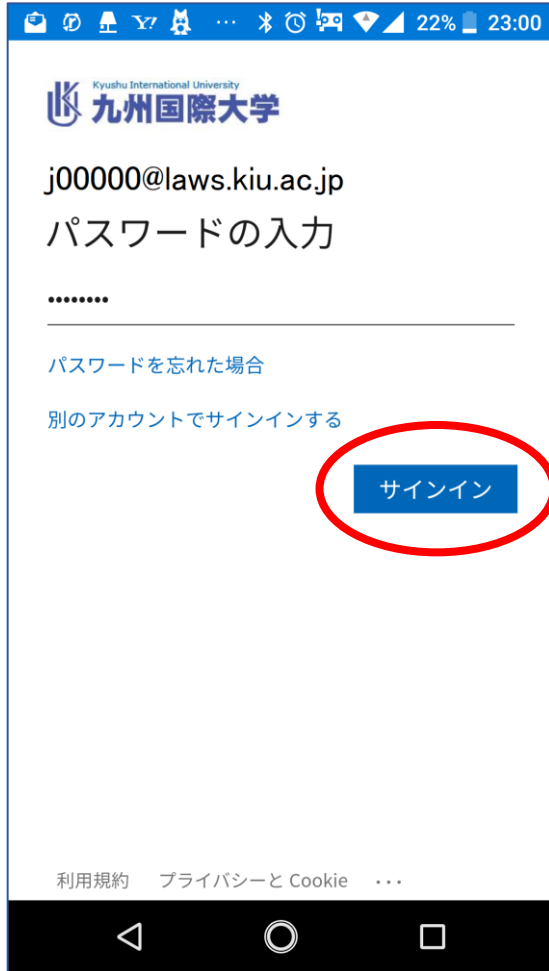 22% 23:00
Kyushu International University
九州国際大学
j00000@laws.kiu.ac.jp
パスワードの入力
••••••••
パスワードを忘れた場合
別のアカウントでサインインする
サインイン
利用規約 プライバシーと Cookie ···